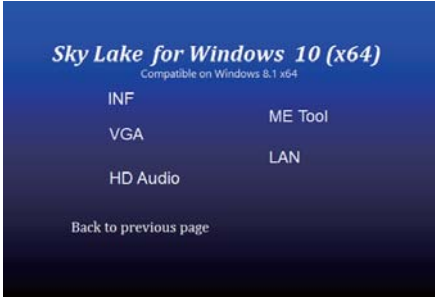 Sky Lake for Windows 10 (x64)
Compatible on Windows 8.1 x64
INF
ME Tool
VGA
LAN
HD Audio
Back to previous page